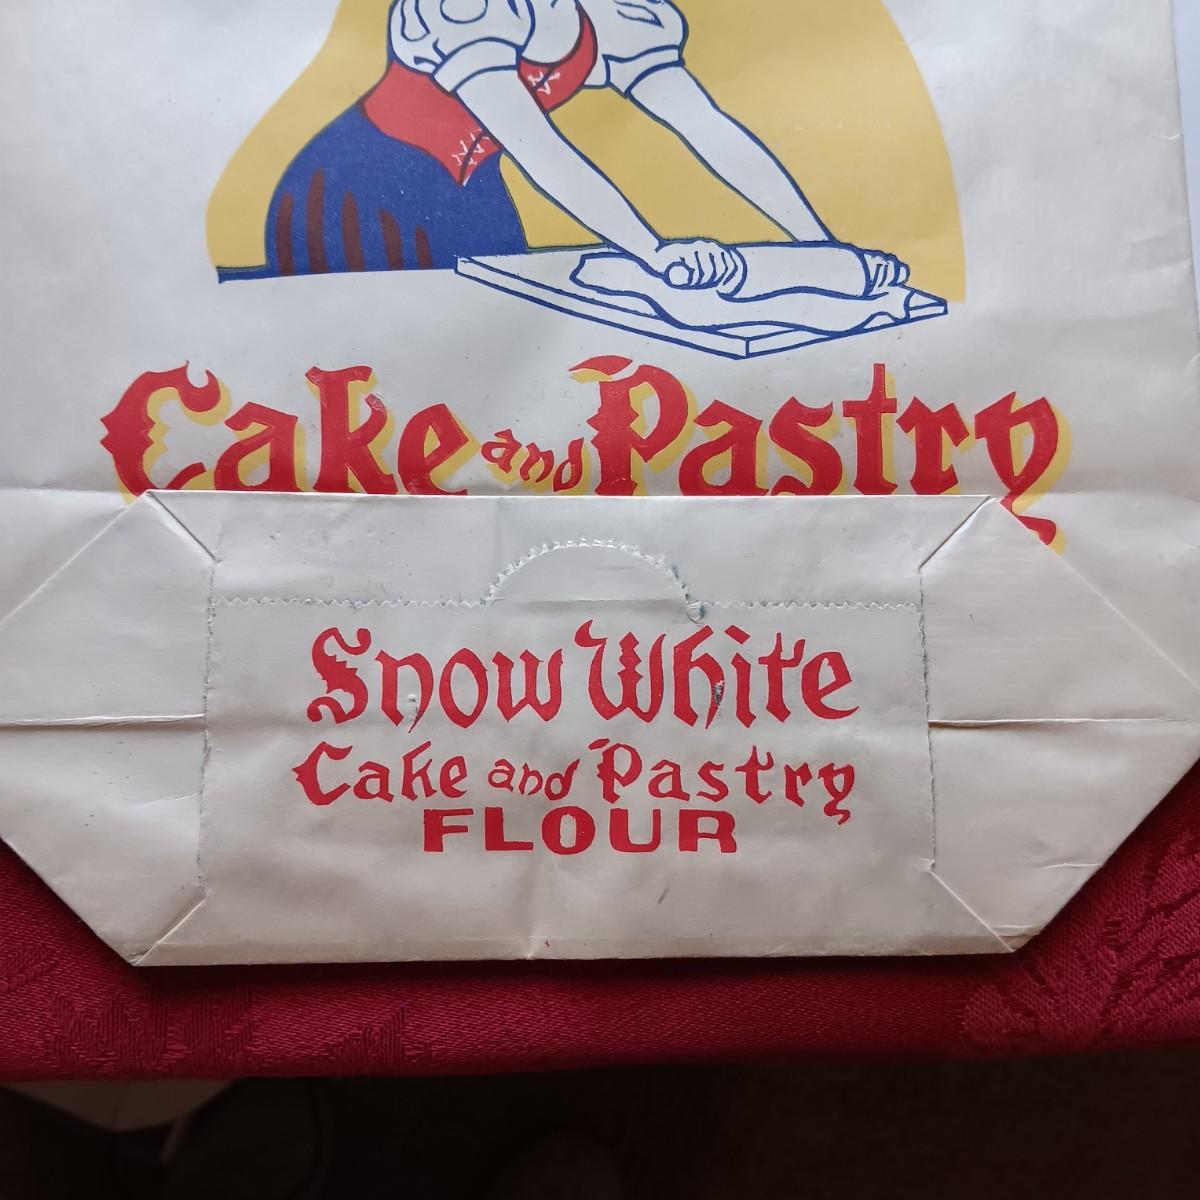 Cake and Pastry
Snow White
Cake and Pastry
FLOUR